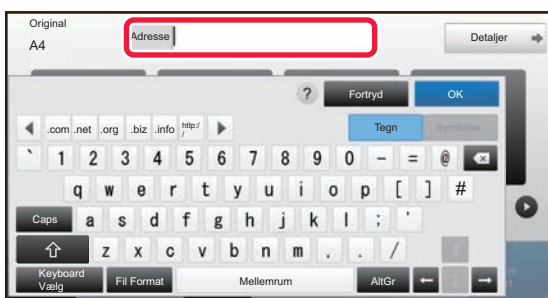 Original
A4
Adresse
Detaljer
? Fortryd OK
.com .net .org .biz .info http:// Tegn Symboler
` 1 2 3 4 5 6 7 8 9 0 - = @
q w e r t y u i o p [ ] #
Caps a s d f g h j k l ; '
z x c v b n m , . /
Keyboard Vælg Fil Format Mellemrum AltGr